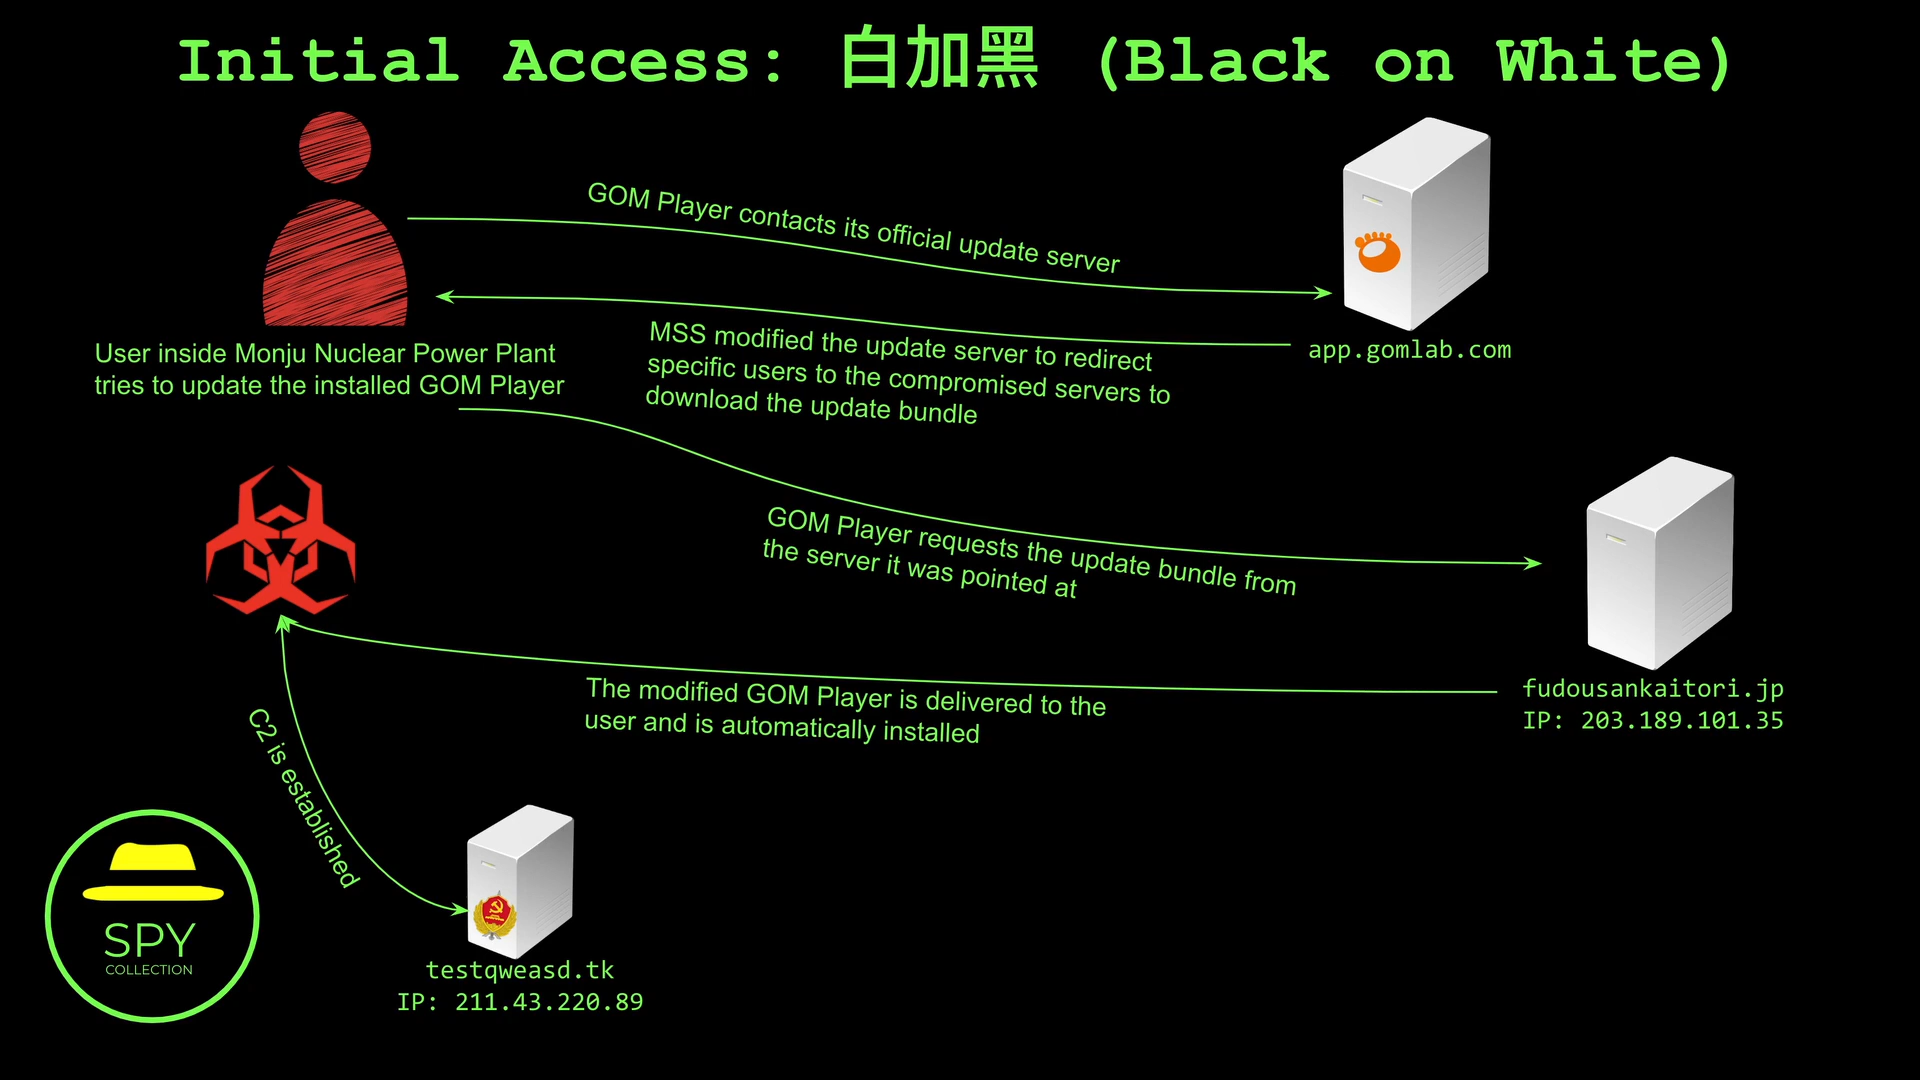 Initial Access: 白加黑 (Black on White)
GOM Player contacts its official update server
app.gomlab.com
User inside Monju Nuclear Power Plant
tries to update the installed GOM Player
MSS modified the update server to redirect
specific users to the compromised servers to
download the update bundle
GOM Player requests the update bundle from
the server it was pointed at
fudousankaitori.jp
IP: 203.189.101.35
The modified GOM Player is delivered to the
user and is automatically installed
C2 is established
testqweasd.tk
IP: 211.43.220.89
SPY
COLLECTION